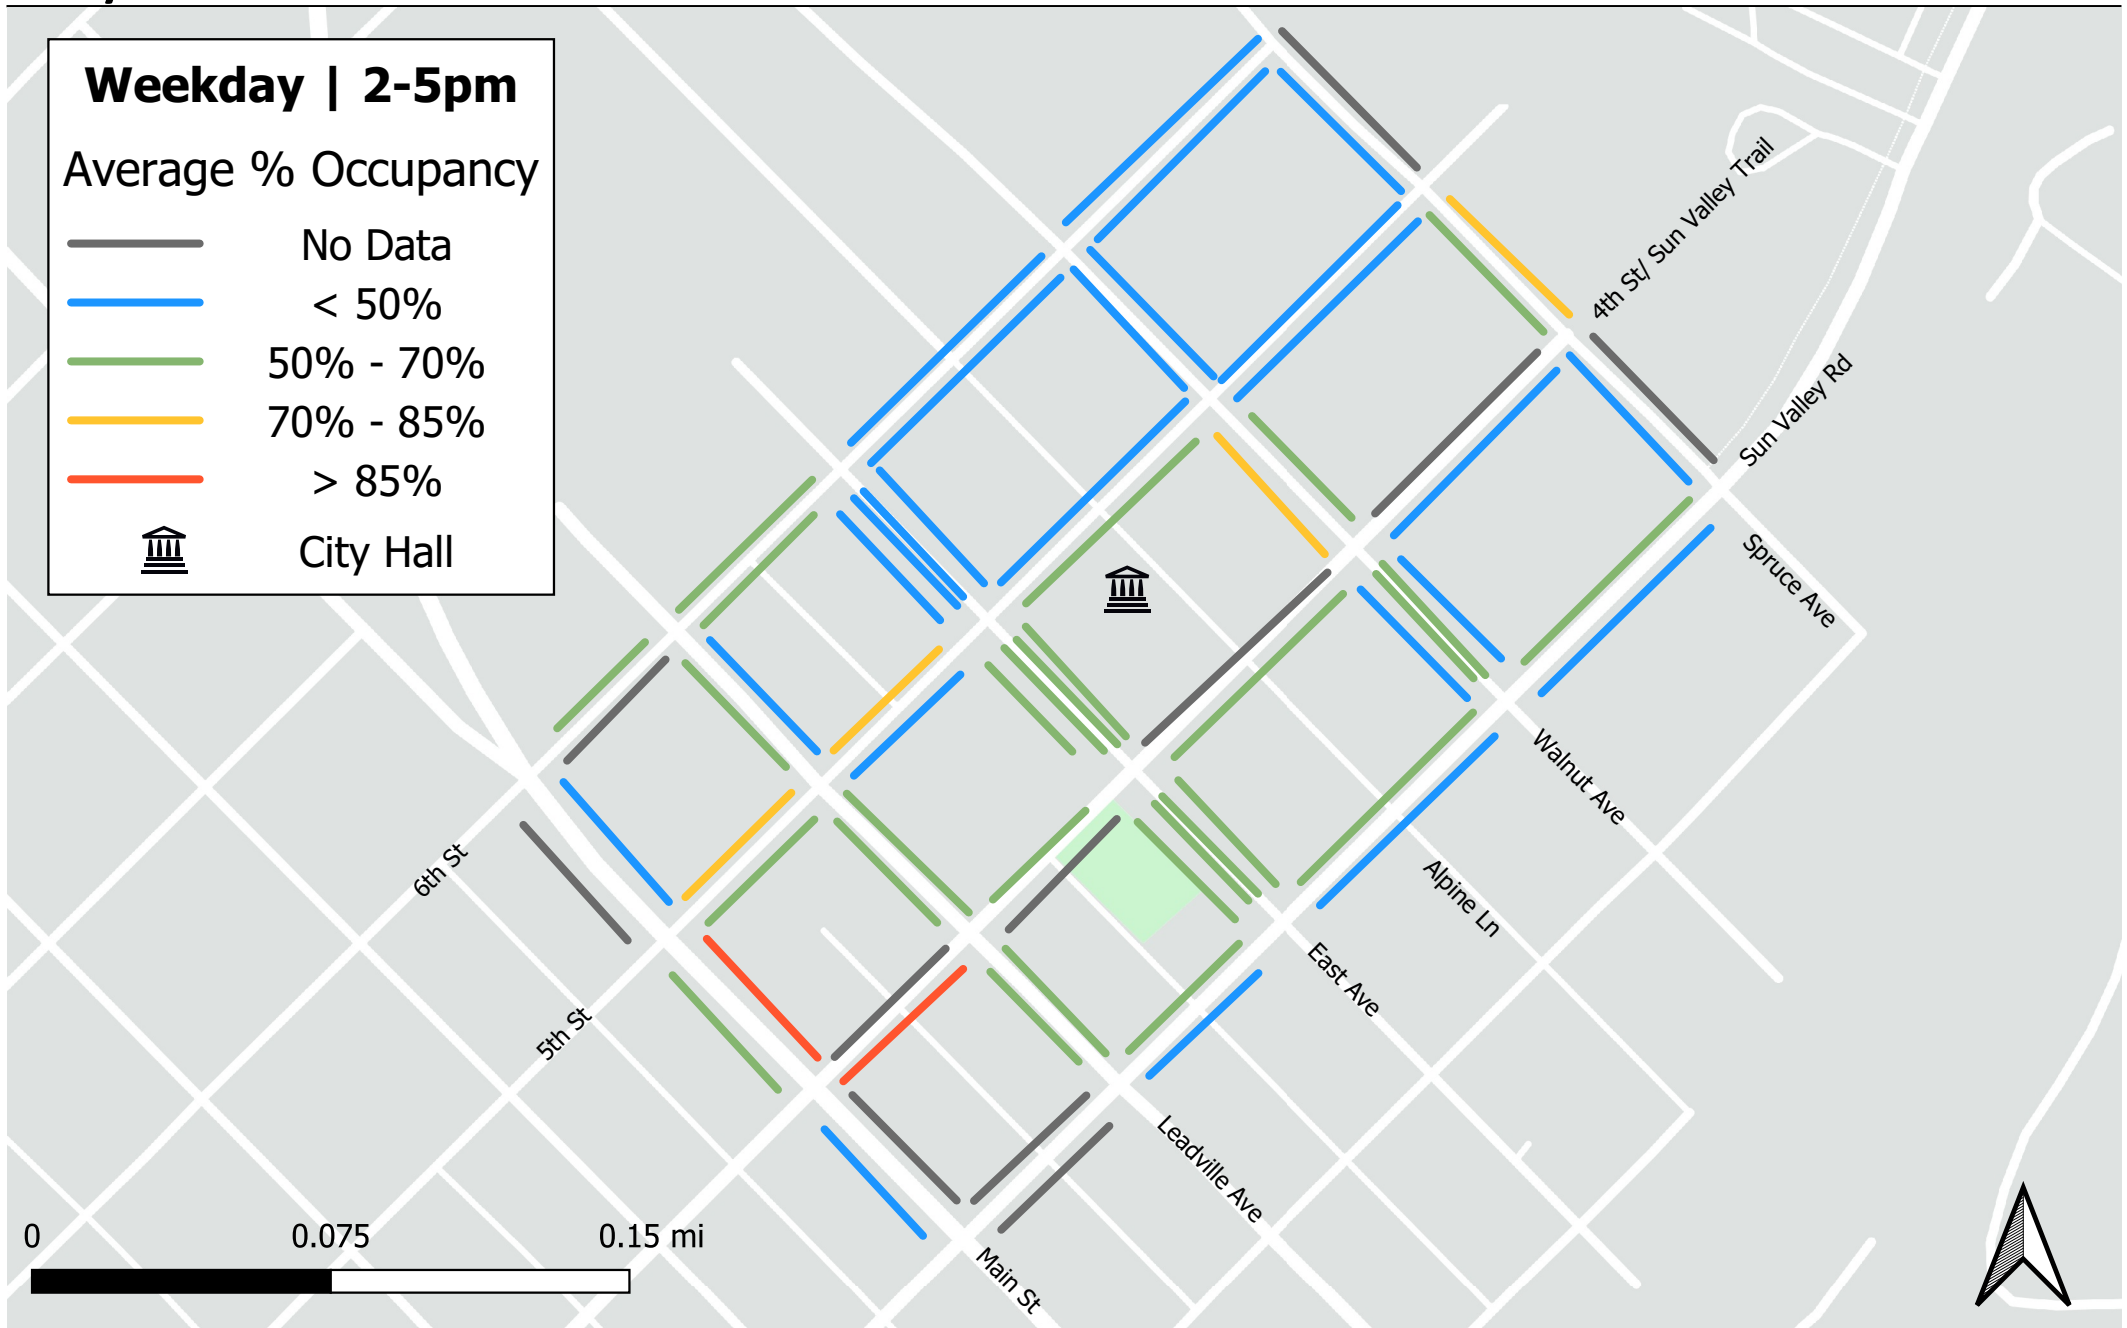 Weekday | 2-5pm
Average % Occupancy
No Data
< 50%
50% - 70%
70% - 85%
> 85%
City Hall
4th St/ Sun Valley Trail
Sun Valley Rd
Spruce Ave
Walnut Ave
Alpine Ln
East Ave
Leadville Ave
Main St
6th St
5th St
0 0.075 0.15 mi